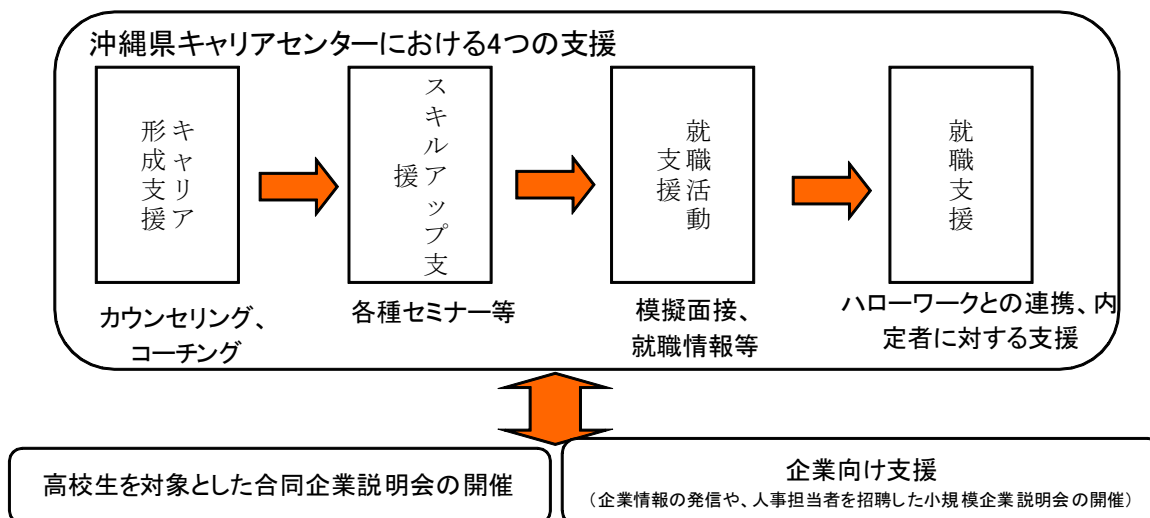 沖縄県キャリアセンターにおける4つの支援
キャリア
形成支援
スキルアップ支
援
就職活動
支援
就職支援
カウンセリング、
コーチング
各種セミナー等
模擬面接、
就職情報等
ハローワークとの連携、内
定者に対する支援
高校生を対象とした合同企業説明会の開催
企業向け支援
（企業情報の発信や、人事担当者を招聘した小規模企業説明会の開催）